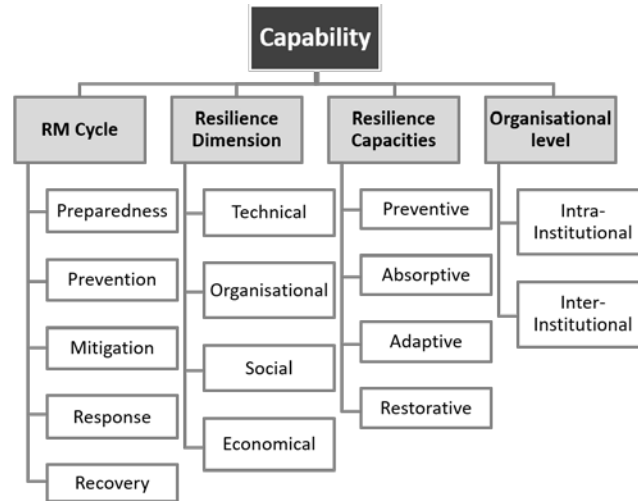 Capability
RM Cycle
Preparedness
Prevention
Mitigation
Response
Recovery
Resilience
Dimension
Technical
Organisational
Social
Economical
Resilience
Capacities
Preventive
Absorptive
Adaptive
Restorative
Organisational
level
Intra-
Institutional
Inter-
Institutional